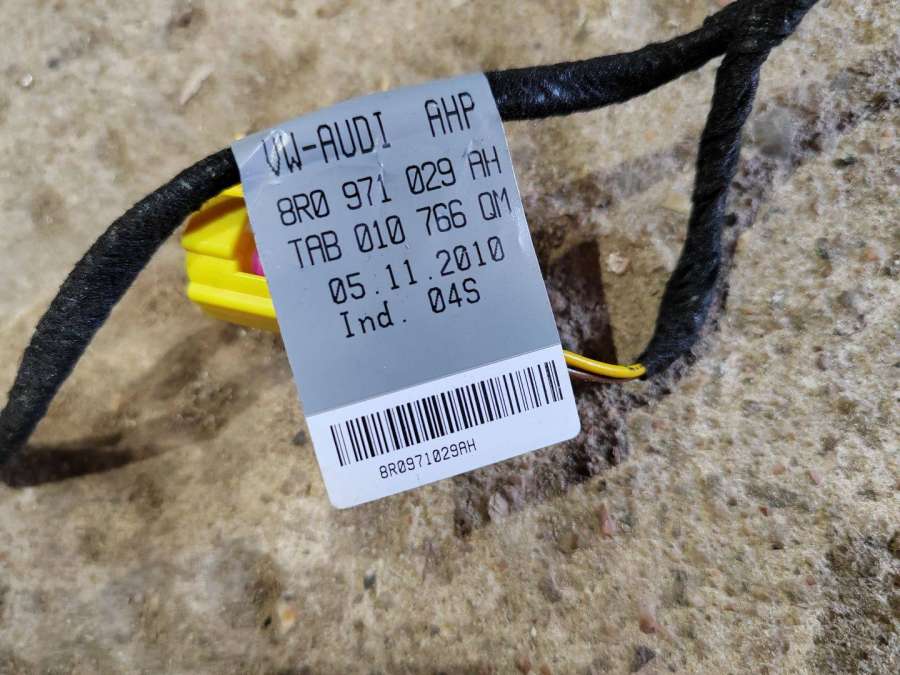 VW-AUDI AHP
8R0 971 029 AH
TAB 010 766 QM
05.11.2010
Ind. 04S
8R0971029AH